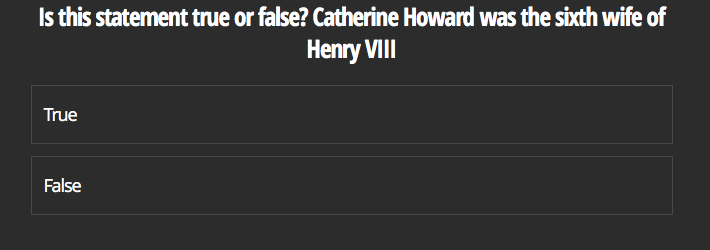 Is this statement true or false? Catherine Howard was the sixth wife of
Henry VIII
True
False